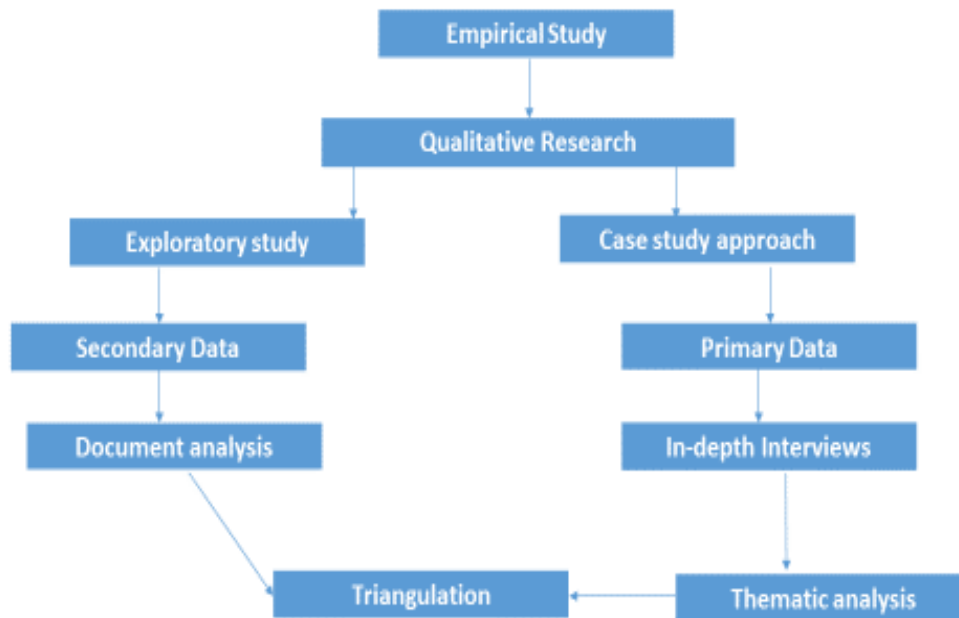 Empirical Study
Qualitative Research
Exploratory study
Case study approach
Secondary Data
Primary Data
Document analysis
In-depth Interviews
Triangulation
Thematic analysis